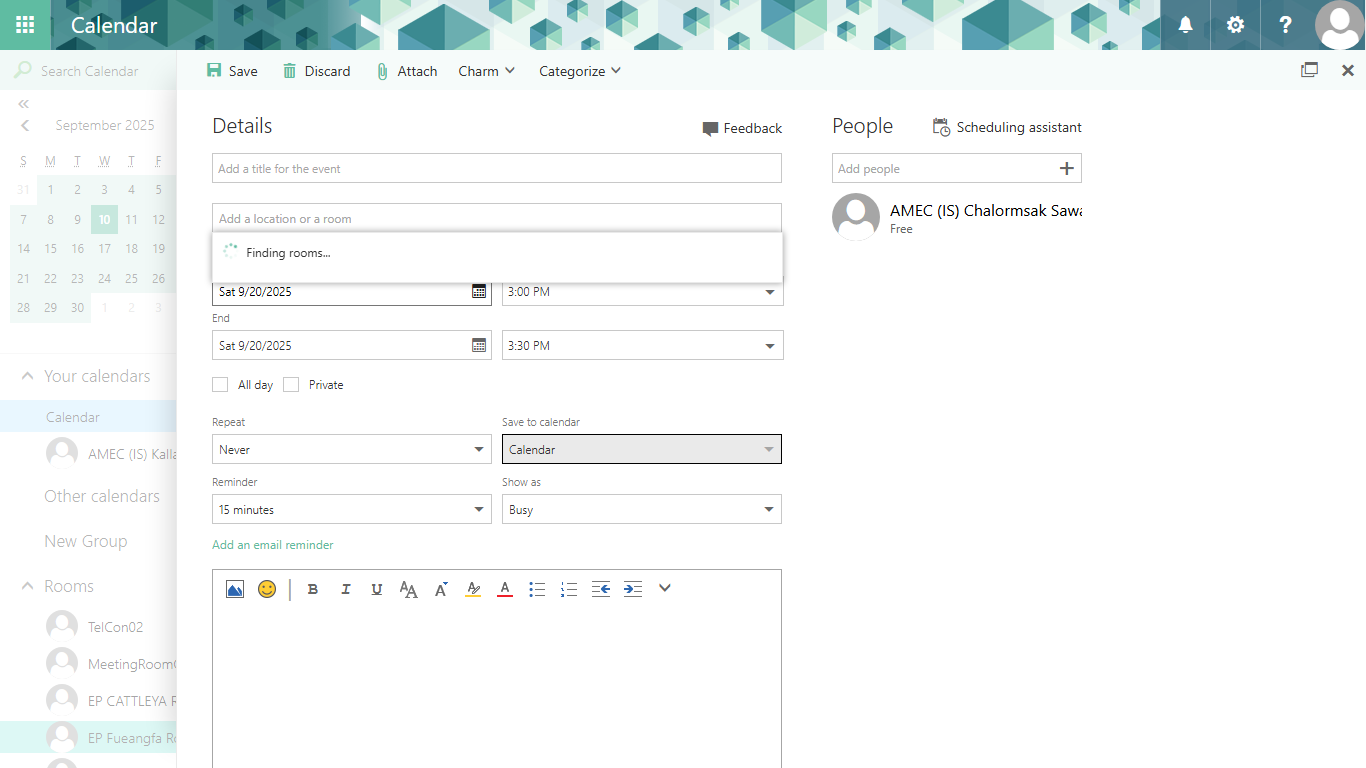 Calendar
Search Calendar
Save
Discard
Attach
Charm
Categorize
September 2025
S M T W T F
31 1 2 3 4 5
7 8 9 10 11 12
14 15 16 17 18 19
21 22 23 24 25 26
28 29 30 1 2 3
Your calendars
Calendar
AMEC (IS) Kalla
Other calendars
New Group
Rooms
TelCon02
MeetingRoom
EP CATTLEYA R
EP Fueangfa Ro
Details
Feedback
Add a title for the event
Add a location or a room
Finding rooms...
Sat 9/20/2025
3:00 PM
End
Sat 9/20/2025
3:30 PM
All day
Private
Repeat
Save to calendar
Never
Calendar
Reminder
Show as
15 minutes
Busy
Add an email reminder
B I U
People
Scheduling assistant
Add people
AMEC (IS) Chalormsak Sawa
Free